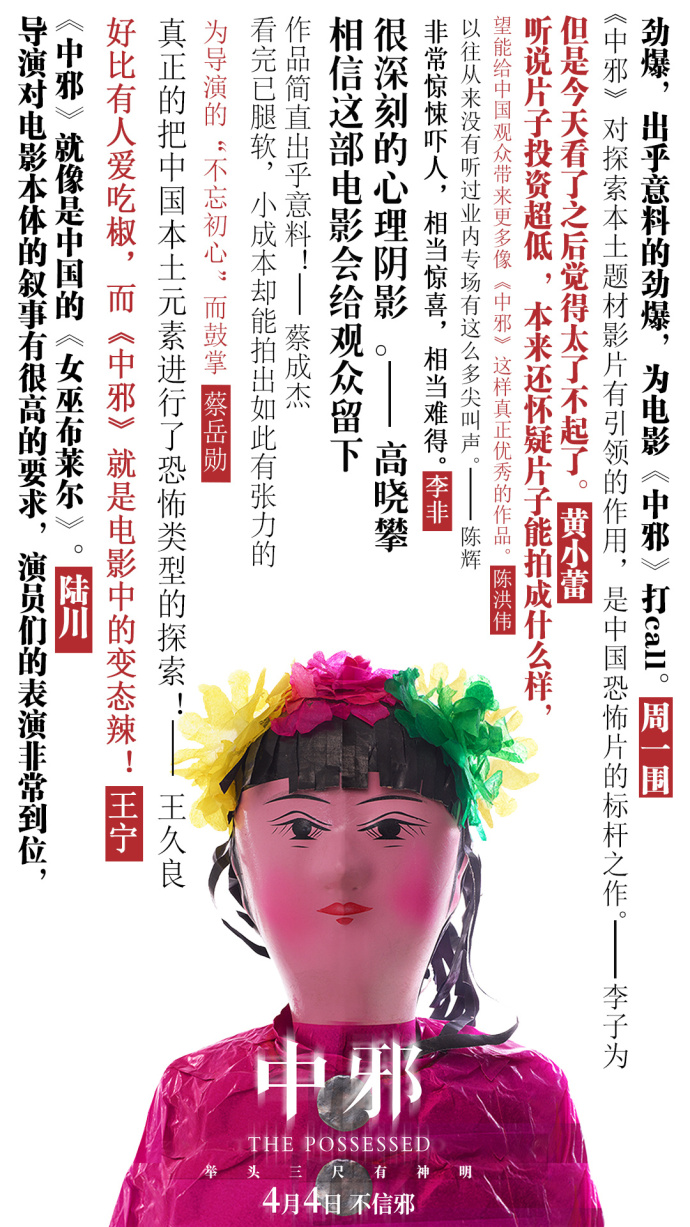 导演对电影本体的叙事有很高的要求，演员们的表演非常到位，
《中邪》就像是中国的《女巫布莱尔》。陆川
好比有人爱吃椒，而《中邪》就是电影中的变态辣！王宁
真正的把中国本土元素进行了恐怖类型的探索！——王久良
为导演的“不忘初心”而鼓掌 蔡岳勋
看完已腿软，小成本却能拍出如此有张力的
作品简直出乎意料！——蔡成杰
相信这部电影会给观众留下
很深刻的心理阴影。——高晓攀
非常惊悚吓人，相当惊喜，相当难得。李非
以往从来没有听过业内专场有这么多尖叫声。——陈辉
望能给中国观众带来更多像《中邪》这样真正优秀的作品。陈洪伟
听说片子投资超低，本来还怀疑片子能拍成什么样，
但是今天看了之后觉得太了不起了。黄小蕾
《中邪》对探索本土题材影片有引领的作用，是中国恐怖片的标杆之作。——李子为
劲爆，出乎意料的劲爆，为电影《中邪》打call。周一围
中邪
THE POSSESSED
举头三尺有神明
4月4日 不信邪